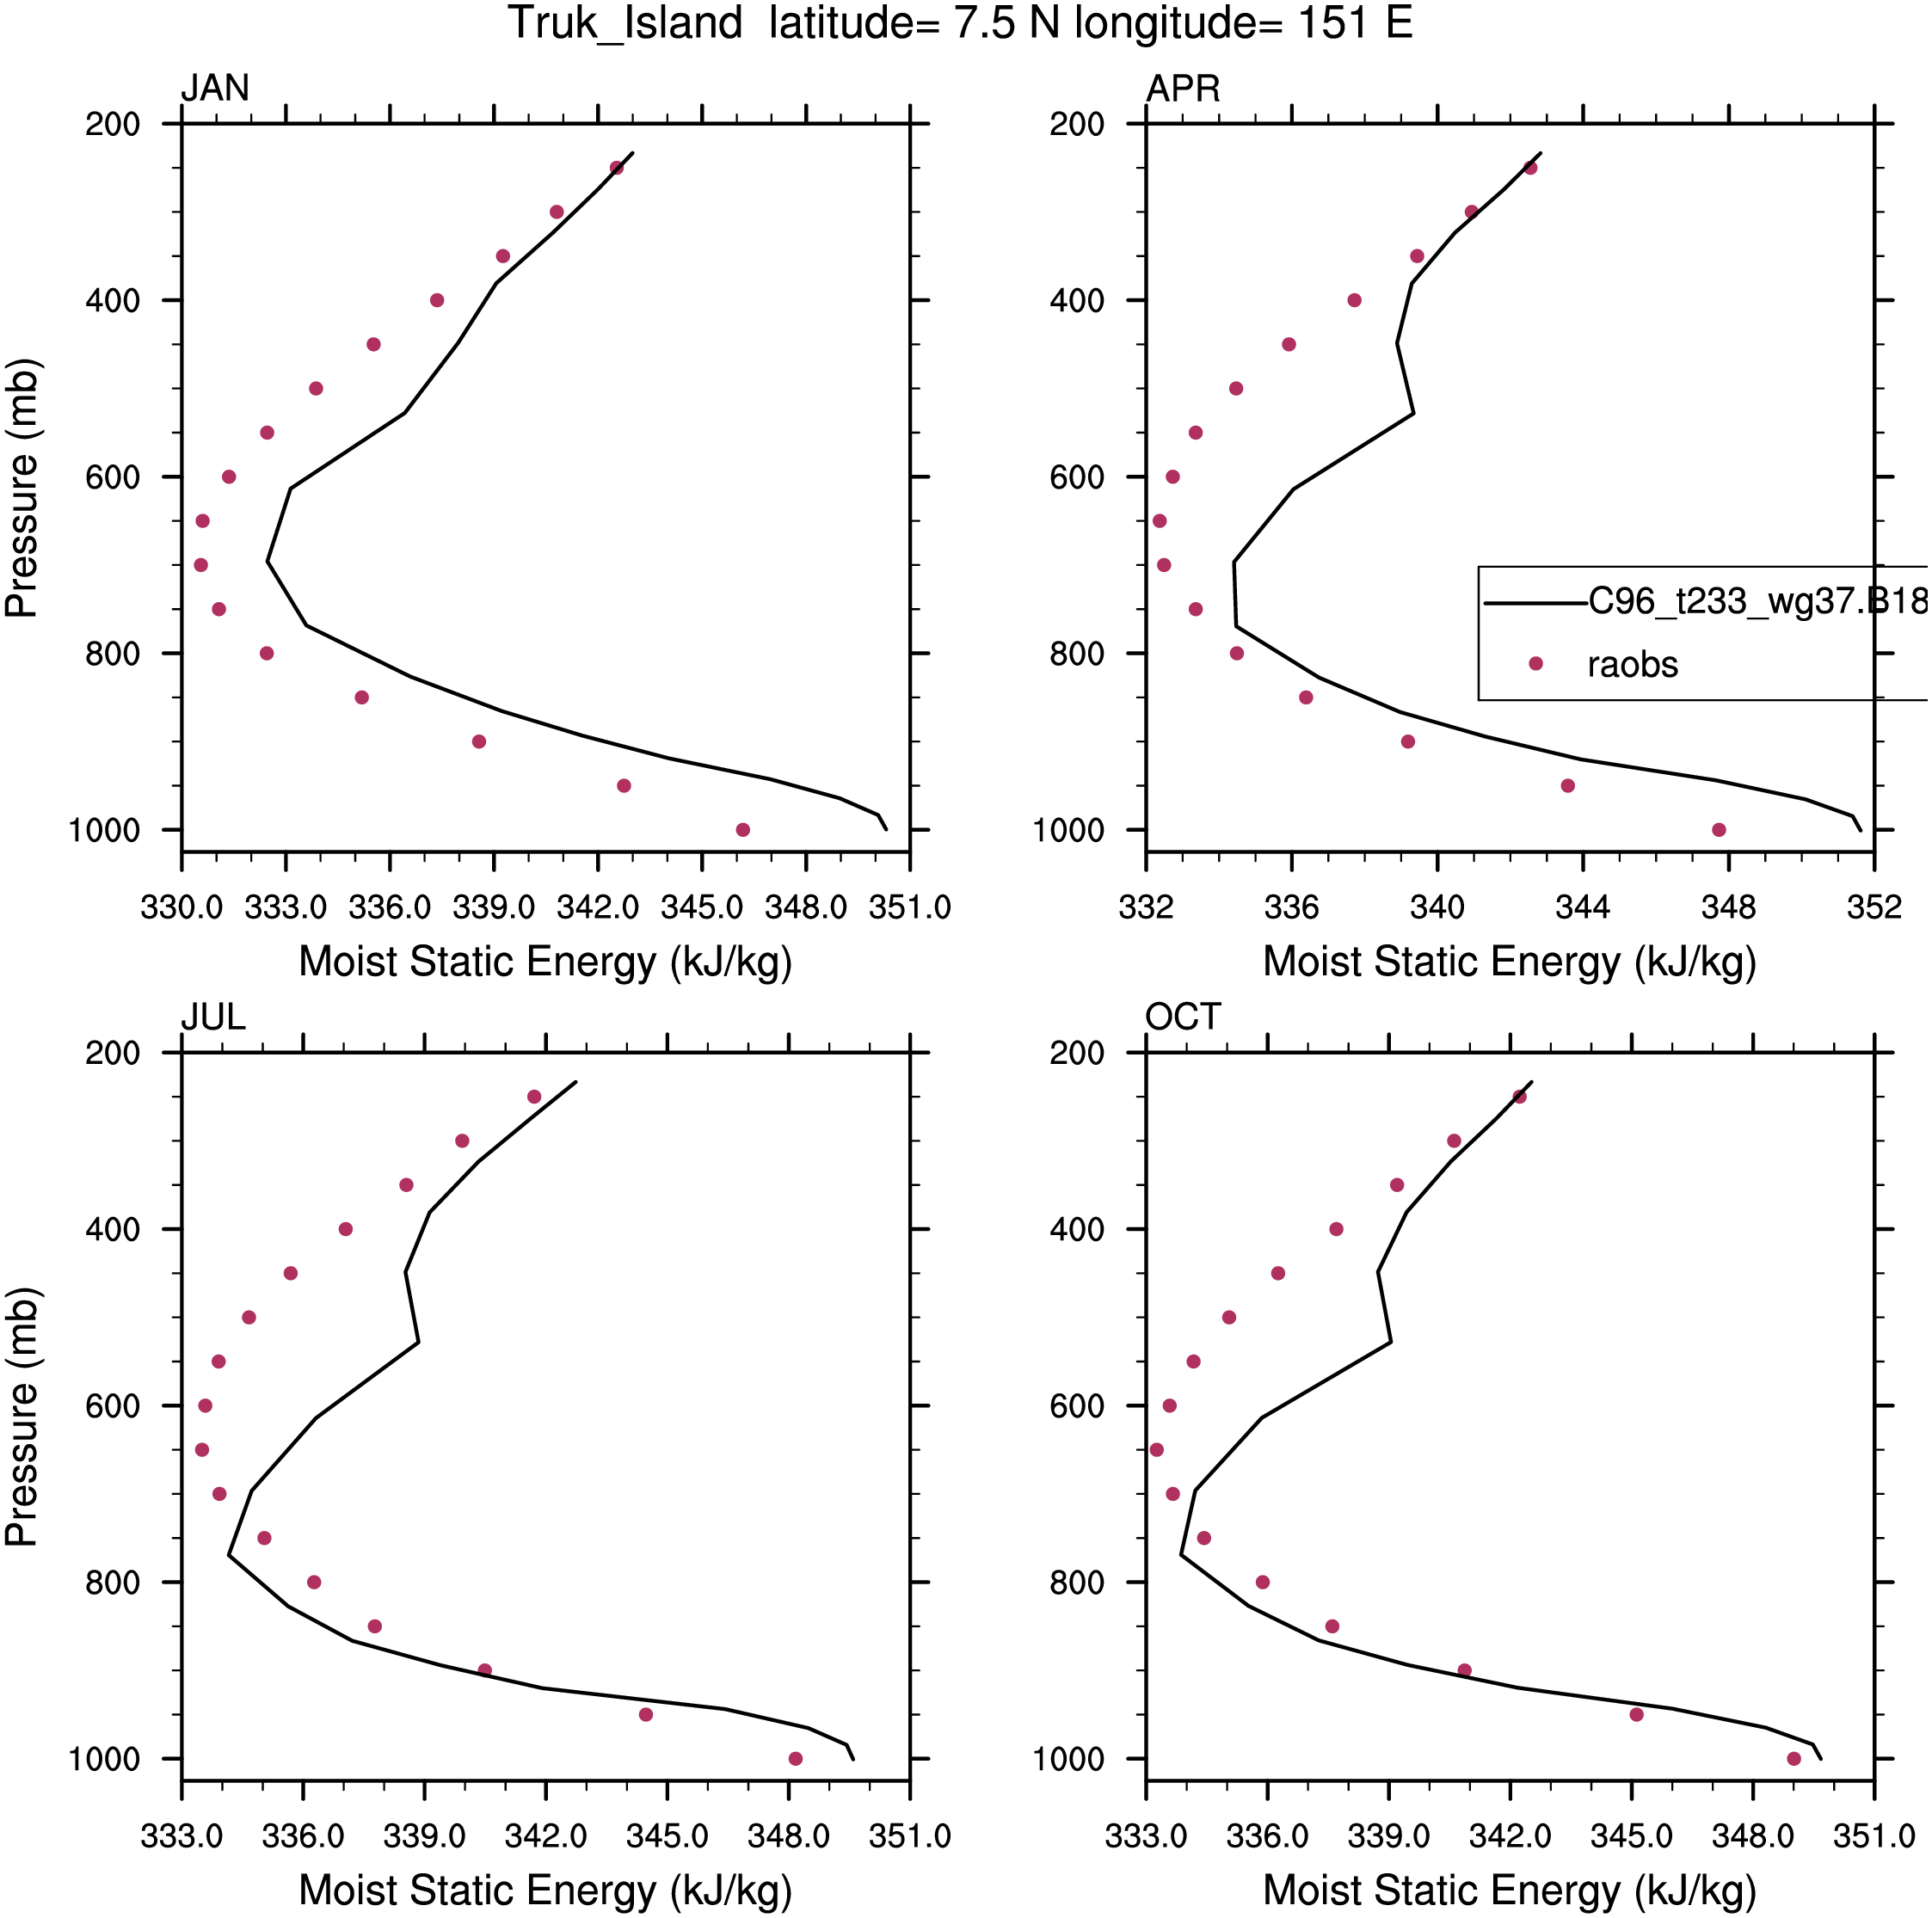 Truk_Island latitude= 7.5 N longitude= 151 E
JAN
200
400
600
800
1000
Pressure (mb)
330.0 333.0 336.0 339.0 342.0 345.0 348.0 351.0
Moist Static Energy (kJ/kg)
APR
200
400
600
800
1000
C96_t233_wg37.B18
raobs
332 336 340 344 348 352
Moist Static Energy (kJ/kg)
JUL
200
400
600
800
1000
Pressure (mb)
333.0 336.0 339.0 342.0 345.0 348.0 351.0
Moist Static Energy (kJ/kg)
OCT
200
400
600
800
1000
333.0 336.0 339.0 342.0 345.0 348.0 351.0
Moist Static Energy (kJ/kg)